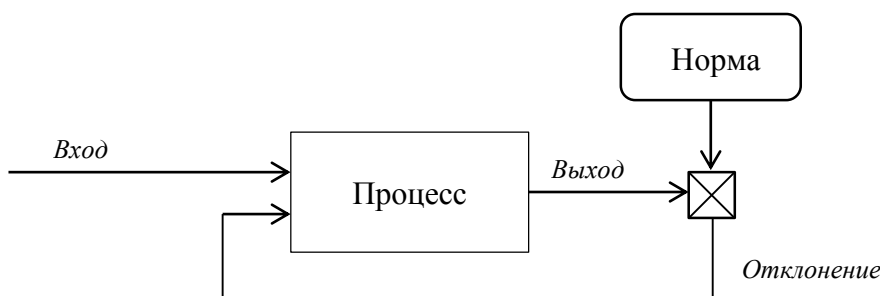 Норма
Вход
Выход
Процесс
Отклонение